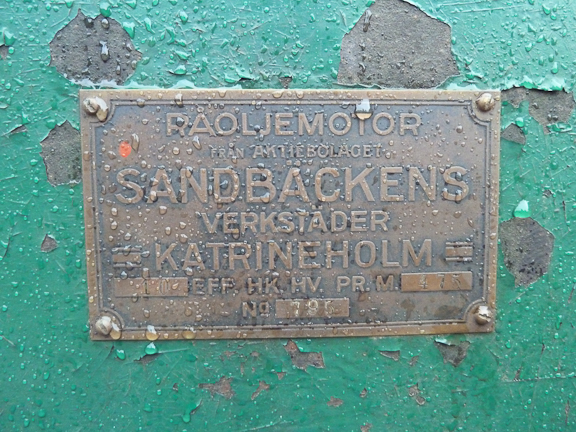 RÅOLJEMOTOR
FRÅN AKTIEBOLAGET
SANDBÄCKENS
VERKSTÄDER
KATRINEHOLM
EFF. HK. HV. PR. M.
No